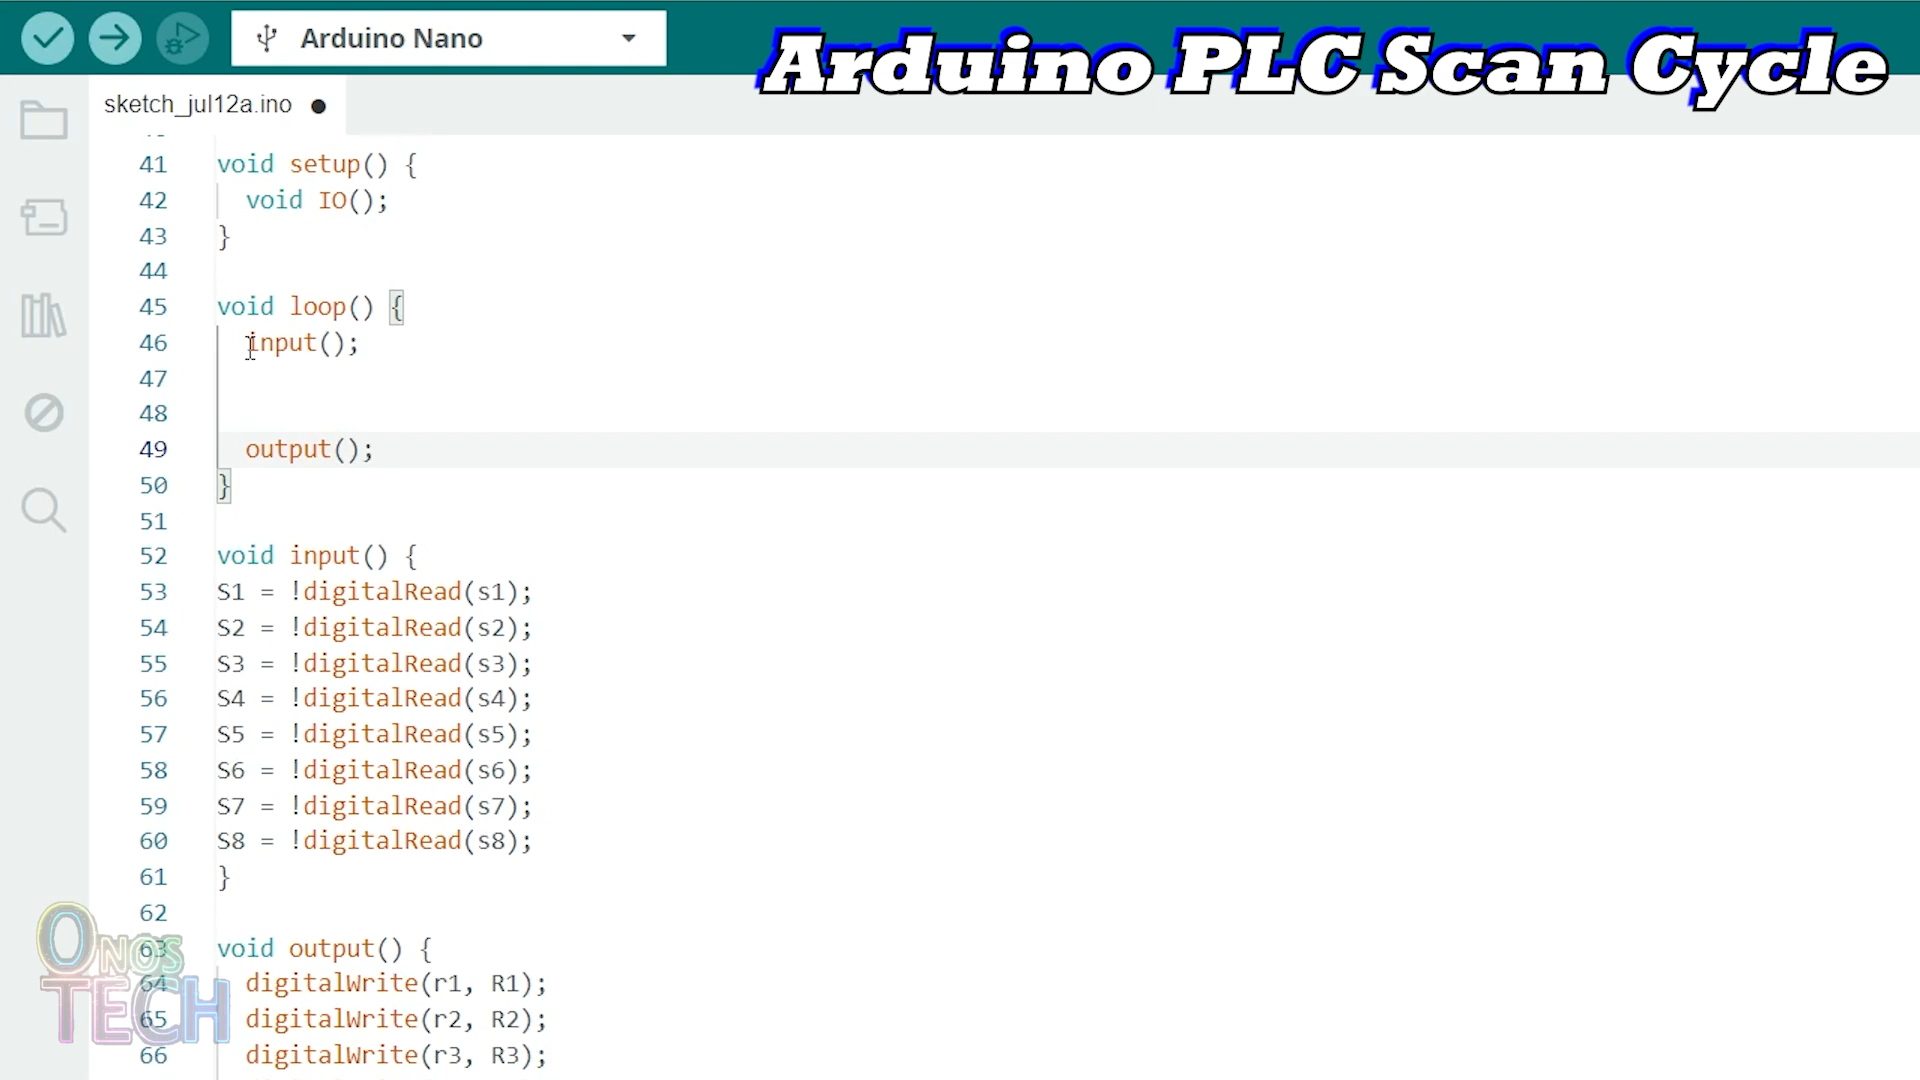 Arduino Nano
Arduino PLC Scan Cycle
sketch_jul12a.ino
41 void setup() {
42 void IO();
43 }
44
45 void loop() {
46 input();
47
48
49 output();
50 }
51
52 void input() {
53 S1 = !digitalRead(s1);
54 S2 = !digitalRead(s2);
55 S3 = !digitalRead(s3);
56 S4 = !digitalRead(s4);
57 S5 = !digitalRead(s5);
58 S6 = !digitalRead(s6);
59 S7 = !digitalRead(s7);
60 S8 = !digitalRead(s8);
61 }
62
63 void output() {
64 digitalWrite(r1, R1);
65 digitalWrite(r2, R2);
66 digitalWrite(r3, R3);
ONOS
TECH